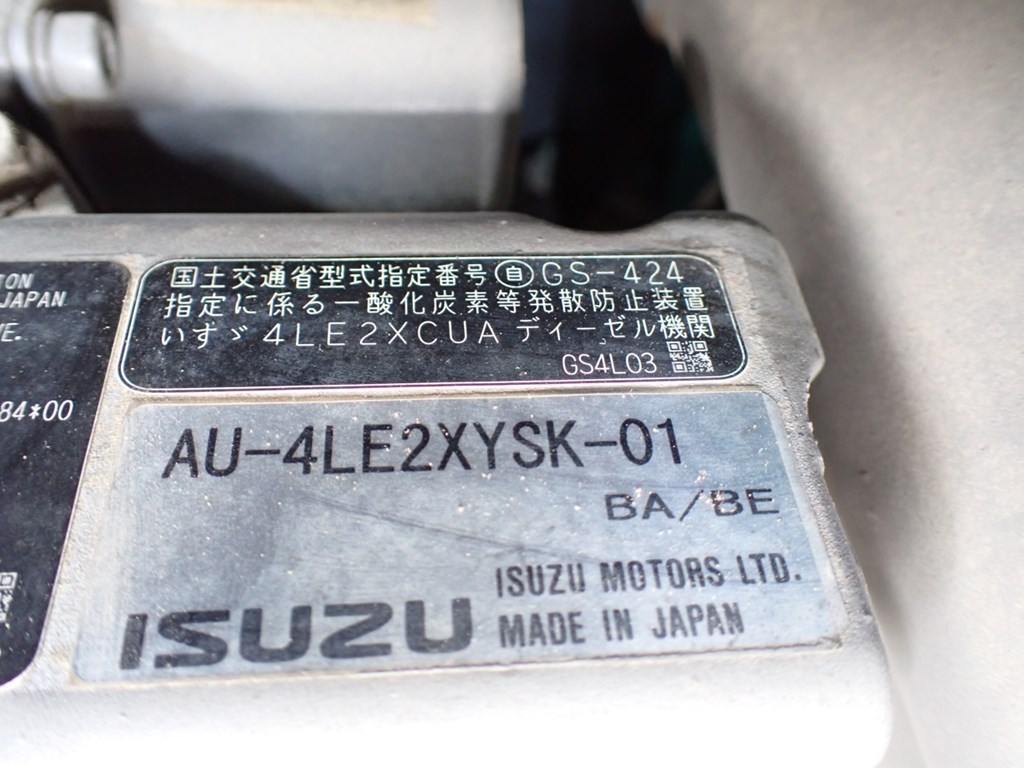 TON
JAPAN
VE.
84*00
国土交通省型式指定番号 自 GS-424
指定に係る一酸化炭素等発散防止装置
いすゞ 4LE2XCUA ディーゼル機関
GS4L03
AU-4LE2XYSK-01
BA/BE
ISUZU
ISUZU MOTORS LTD.
MADE IN JAPAN